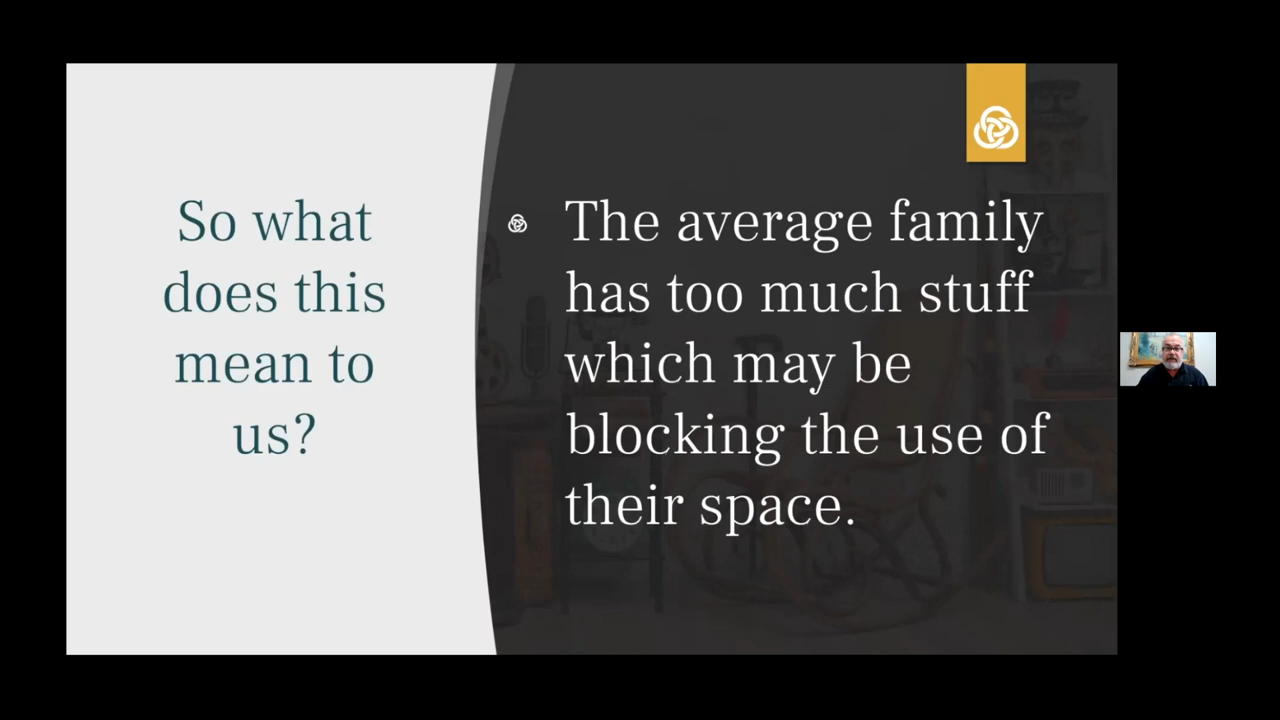 So what
does this
mean to
us?
The average family
has too much stuff
which may be
blocking the use of
their space.